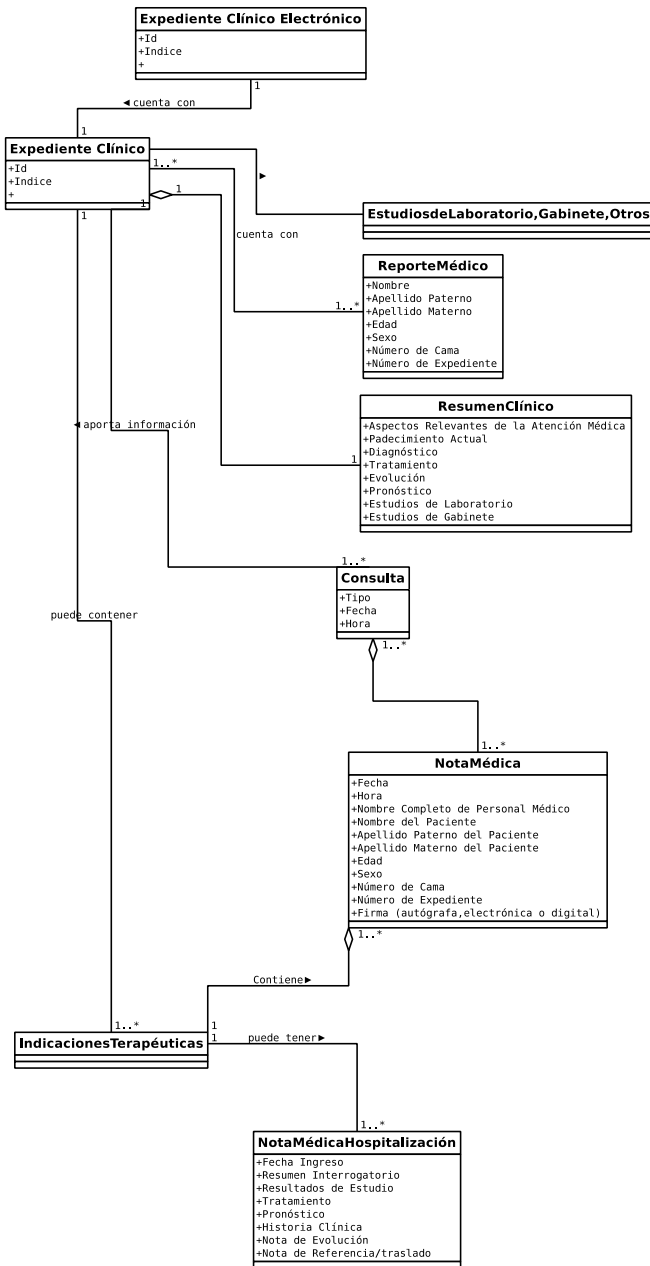 Expediente Clínico Electrónico
+Id
+Indice
+
1
◄ cuenta con
1
Expediente Clínico
+Id
+Indice
+
1..*
►
1
1
1
EstudiosdeLaboratorio,Gabinete,Otros
cuenta con
ReporteMédico
+Nombre
+Apellido Paterno
+Apellido Materno
+Edad
+Sexo
+Número de Cama
+Número de Expediente
1..*
ResumenClínico
+Aspectos Relevantes de la Atención Médica
+Padecimiento Actual
+Diagnóstico
+Tratamiento
+Evolución
+Pronóstico
+Estudios de Laboratorio
+Estudios de Gabinete
◄ aporta información
1
1..*
Consulta
+Tipo
+Fecha
+Hora
puede contener
1..*
1..*
NotaMédica
+Fecha
+Hora
+Nombre Completo de Personal Médico
+Nombre del Paciente
+Apellido Paterno del Paciente
+Apellido Materno del Paciente
+Edad
+Sexo
+Número de Cama
+Número de Expediente
+Firma (autógrafa,electrónica o digital)
1..*
Contiene►
1..*
1
IndicacionesTerapéuticas
1
puede tener►
1..*
NotaMédicaHospitalización
+Fecha Ingreso
+Resumen Interrogatorio
+Resultados de Estudio
+Tratamiento
+Pronóstico
+Historia Clínica
+Nota de Evolución
+Nota de Referencia/traslado